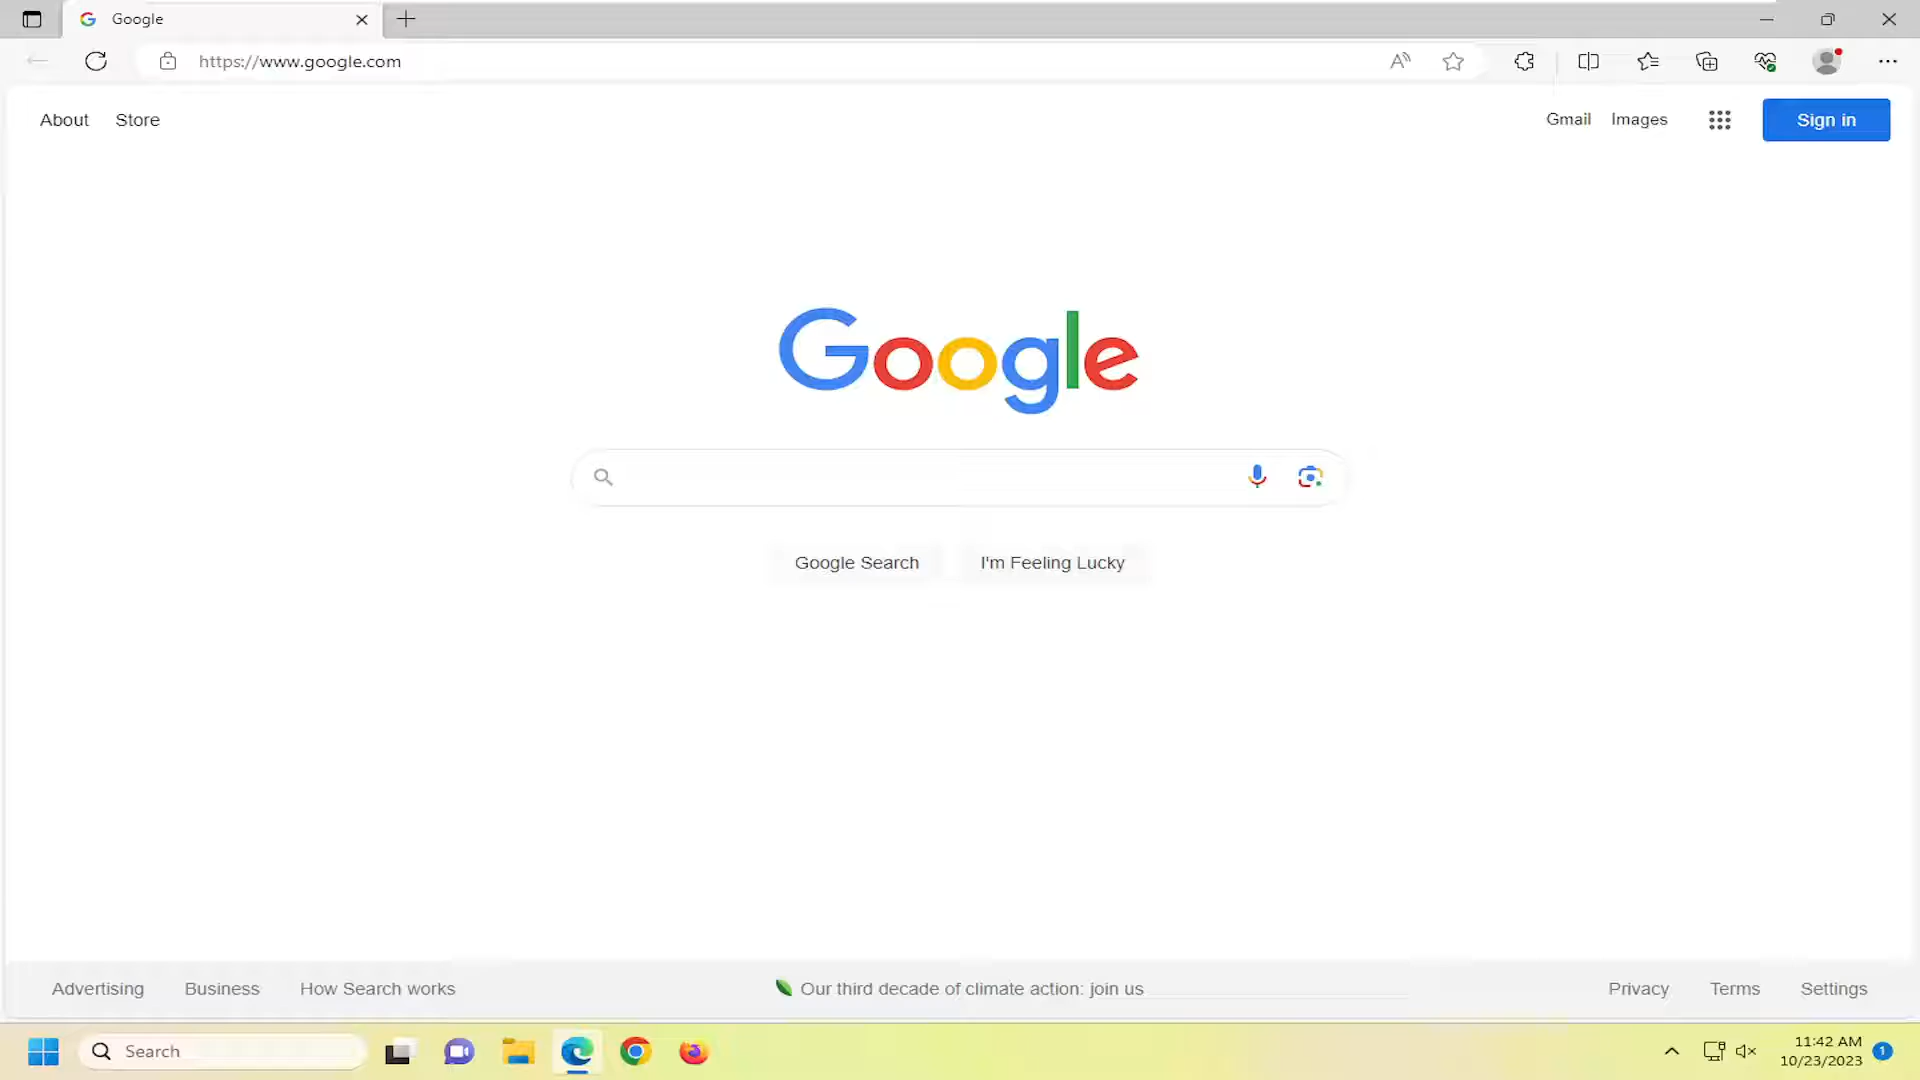 Google
https://www.google.com
About Store
Gmail Images
Sign in
Google
Google Search I'm Feeling Lucky
Advertising Business How Search works
Our third decade of climate action: join us
Privacy Terms Settings
Search
11:42 AM
10/23/2023
1